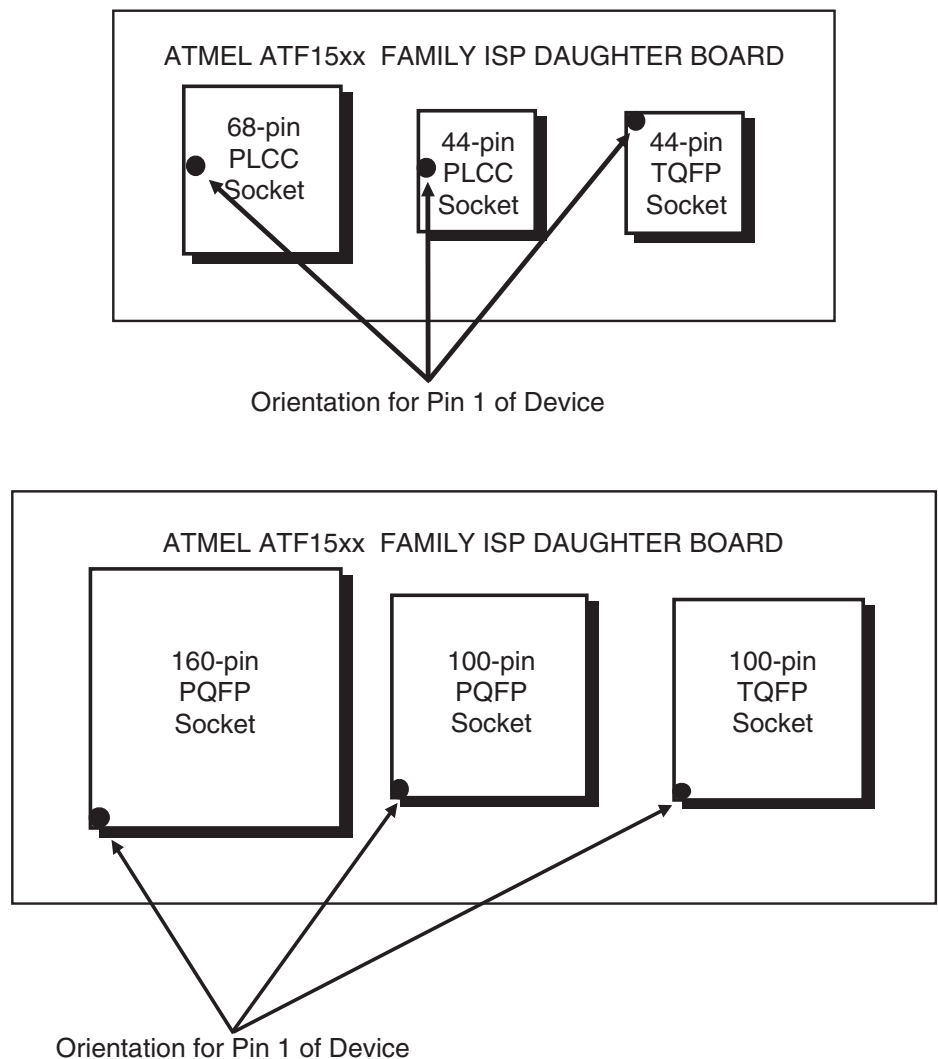 ATMEL ATF15xx FAMILY ISP DAUGHTER BOARD
68-pin
PLCC
Socket
44-pin
PLCC
Socket
44-pin
TQFP
Socket
Orientation for Pin 1 of Device
ATMEL ATF15xx FAMILY ISP DAUGHTER BOARD
160-pin
PQFP
Socket
100-pin
PQFP
Socket
100-pin
TQFP
Socket
Orientation for Pin 1 of Device